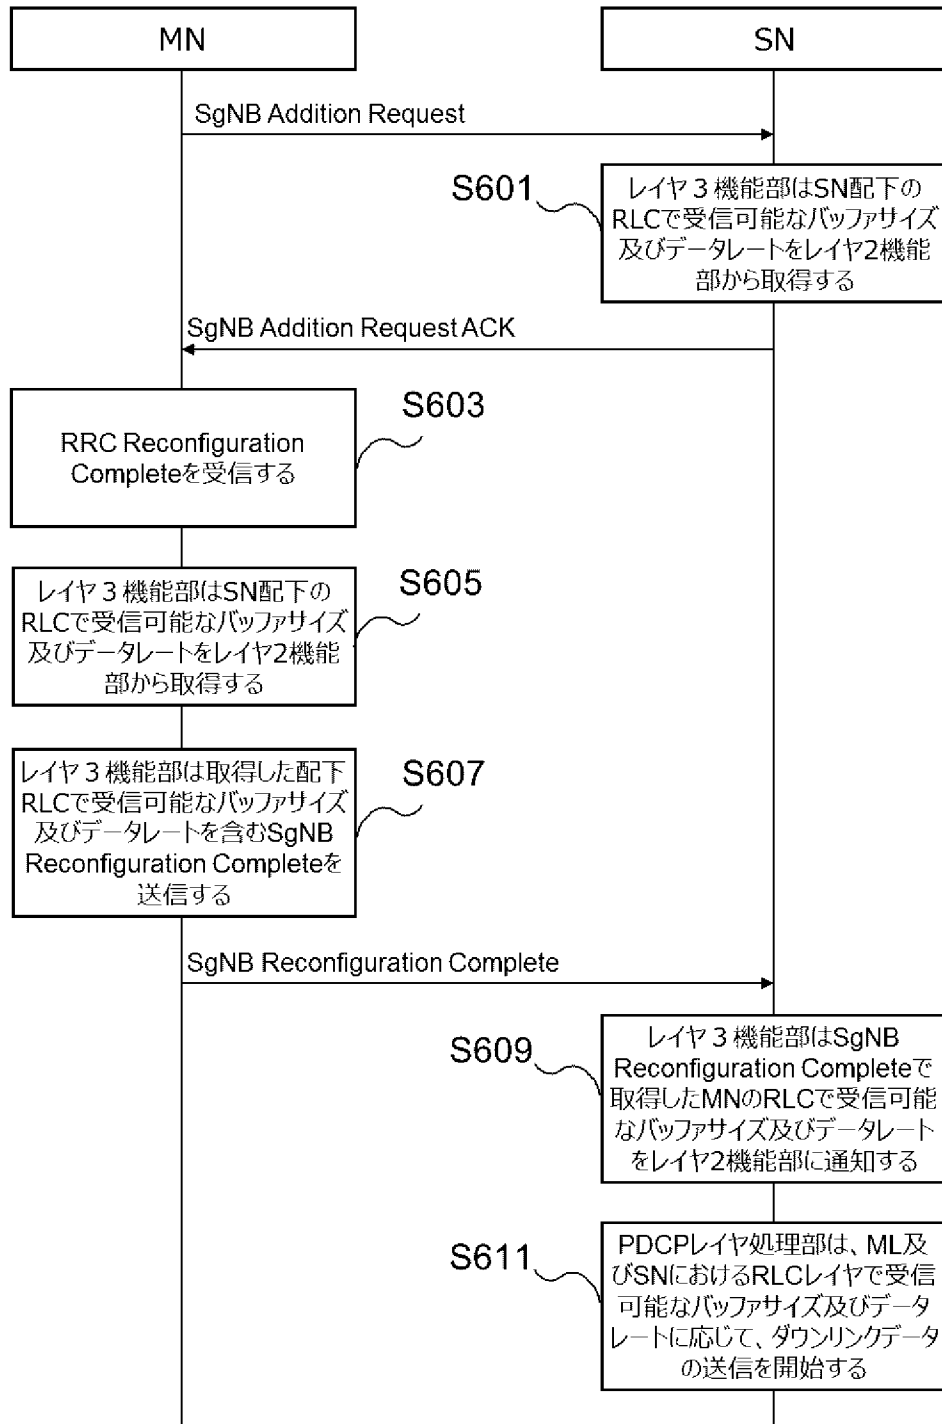 MN
SN
SgNB Addition Request
S601
レイヤ３機能部はSN配下の
RLCで受信可能なバッファサイズ
及びデータレートをレイヤ2機能
部から取得する
SgNB Addition Request ACK
S603
RRC Reconfiguration
Completeを受信する
S605
レイヤ３機能部はSN配下の
RLCで受信可能なバッファサイズ
及びデータレートをレイヤ2機能
部から取得する
S607
レイヤ３機能部は取得した配下
RLCで受信可能なバッファサイズ
及びデータレートを含むSgNB
Reconfiguration Completeを
送信する
SgNB Reconfiguration Complete
S609
レイヤ３機能部はSgNB
Reconfiguration Completeで
取得したMNのRLCで受信可能
なバッファサイズ及びデータレート
をレイヤ2機能部に通知する
S611
PDCPレイヤ処理部は、ML及
びSNにおけるRLCレイヤで受信
可能なバッファサイズ及びデータ
レートに応じて、ダウンリンクデータ
の送信を開始する